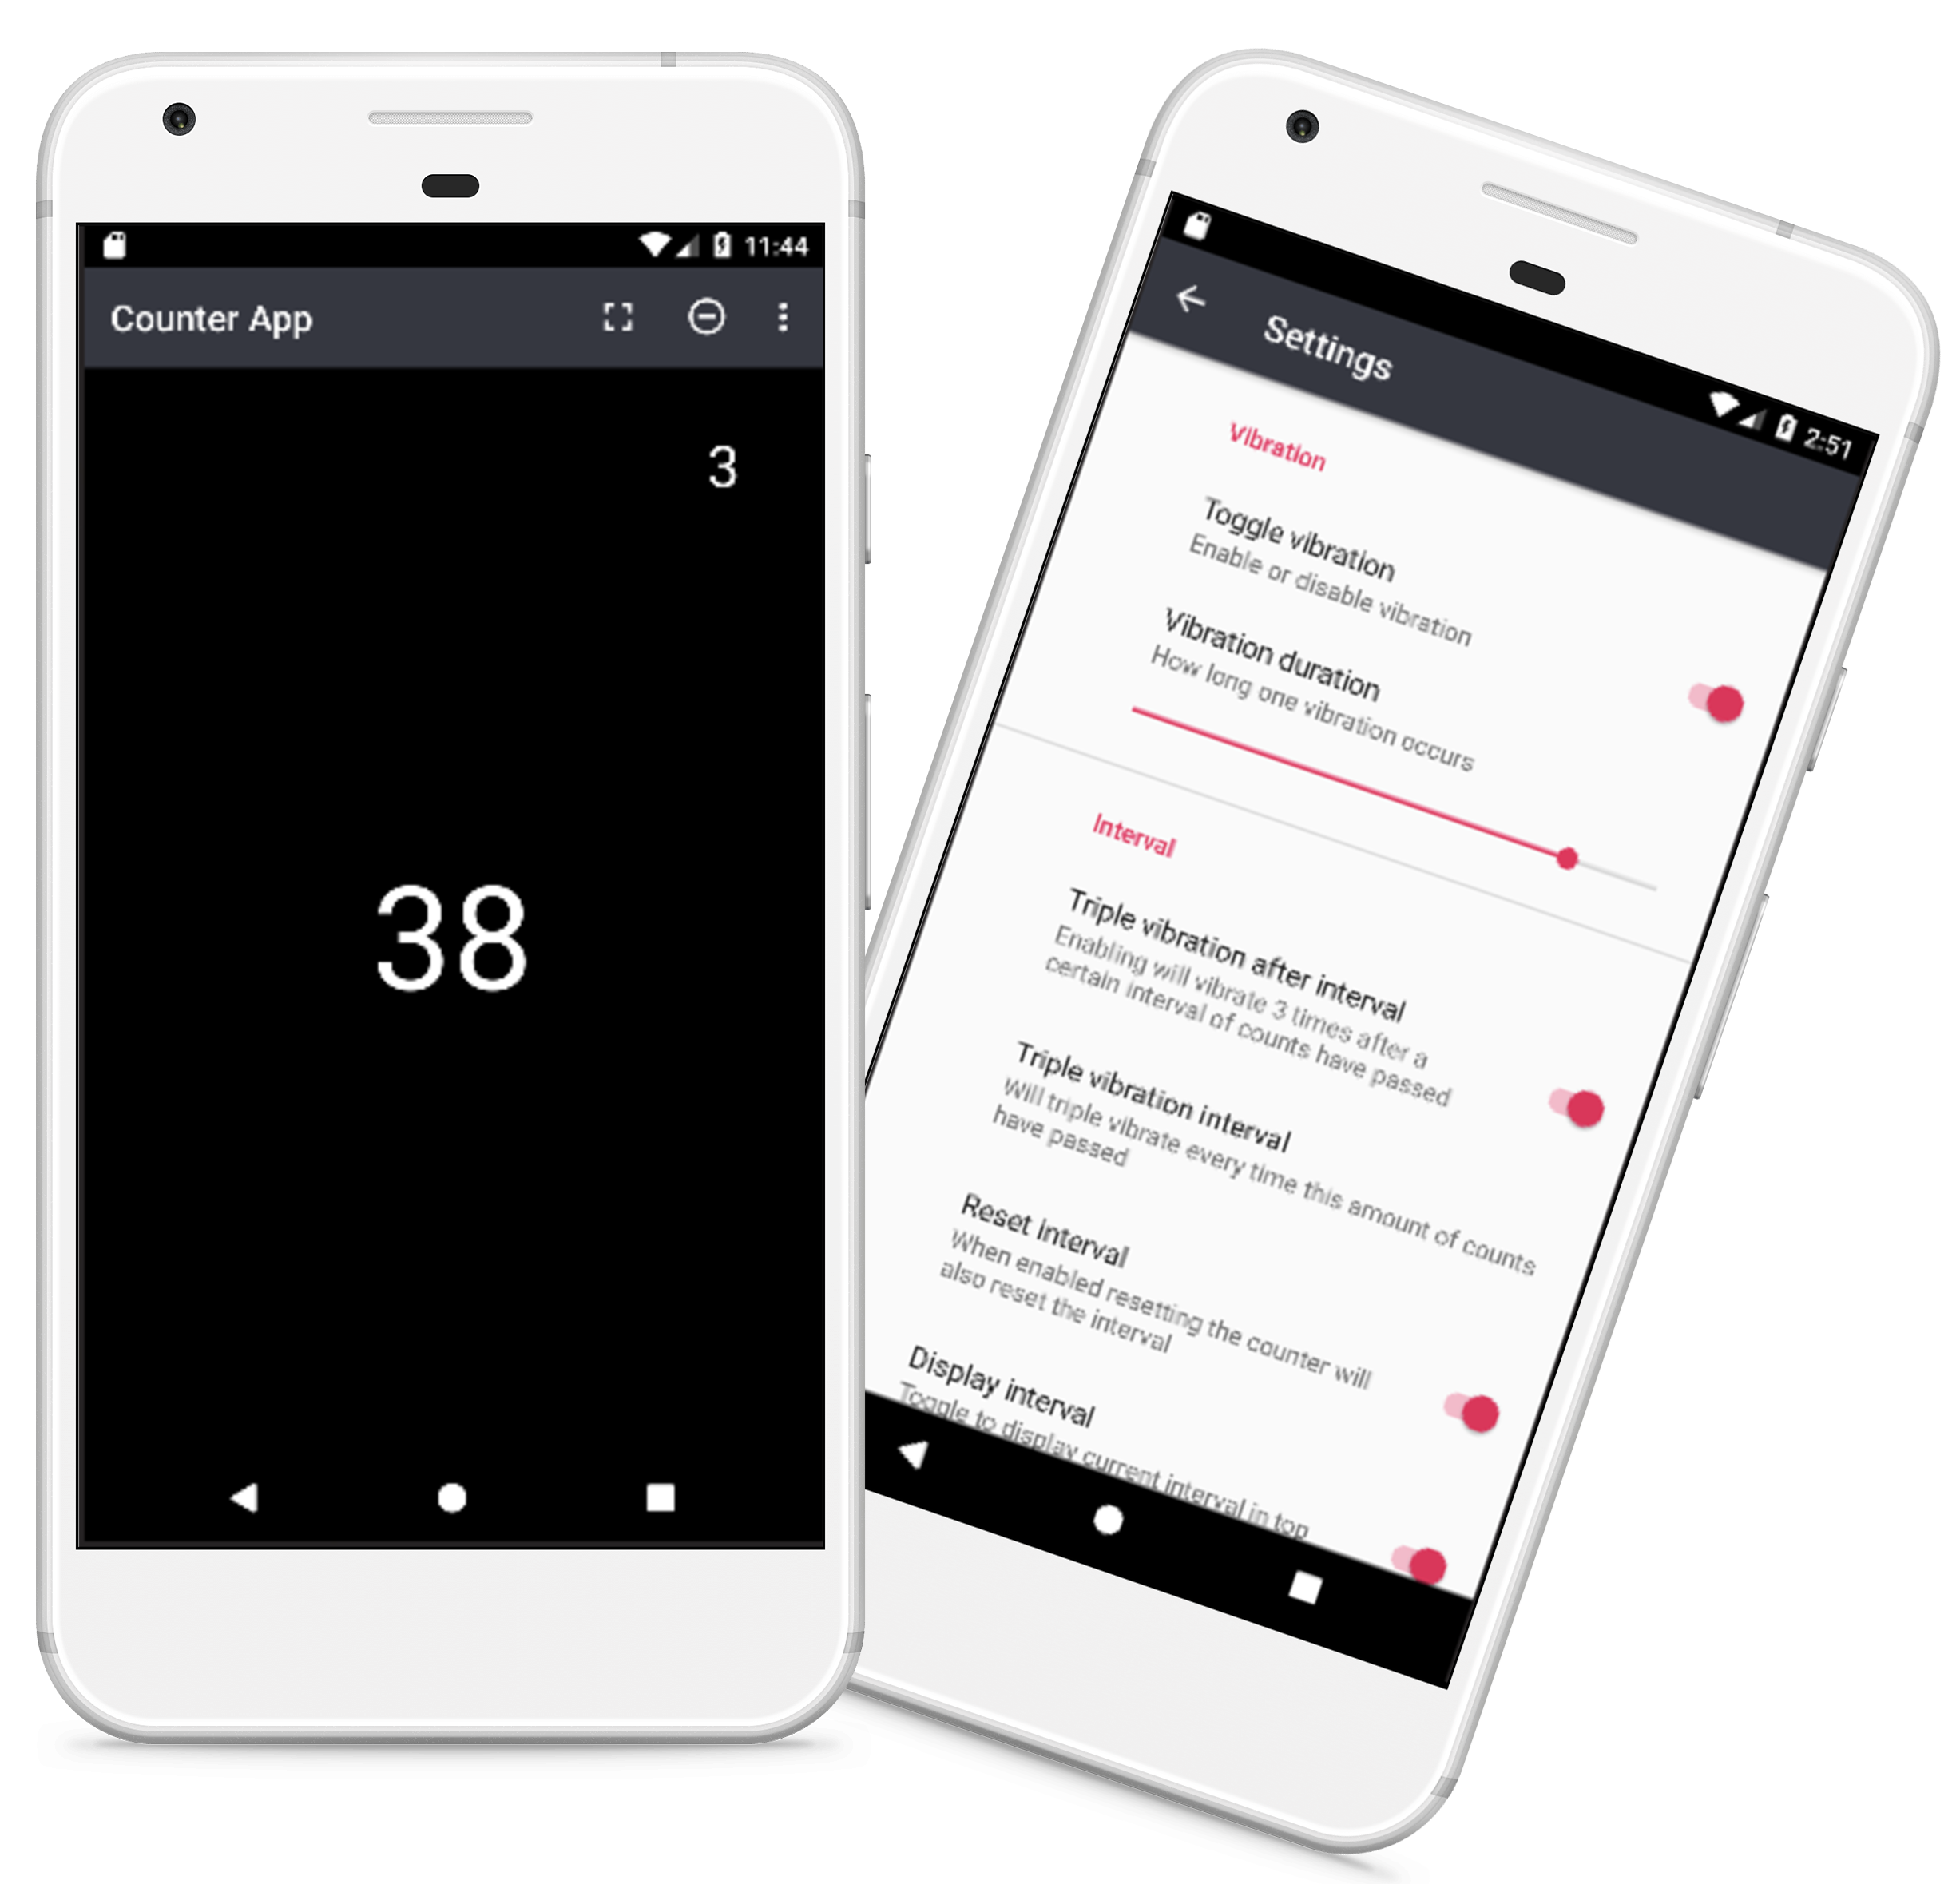 11:44
Counter App
3
38
2:51
Settings
Vibration
Toggle vibration
Enable or disable vibration
Vibration duration
How long one vibration occurs
Interval
Triple vibration after interval
Enabling will vibrate 3 times after a
certain interval of counts have passed
Triple vibration interval
Will triple vibrate every time this amount of counts
have passed
Reset interval
When enabled resetting the counter will
also reset the interval
Display interval
Toggle to display current interval in top